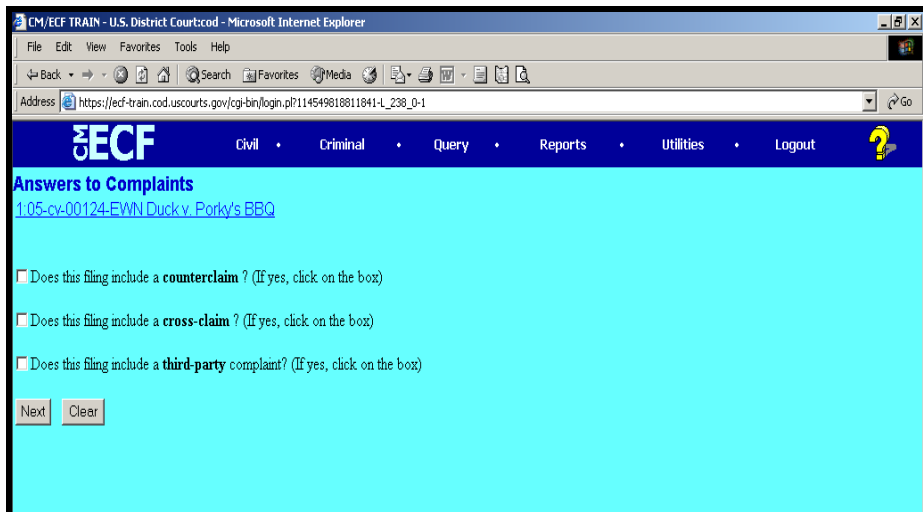 CM/ECF TRAIN - U.S. District Court:cod - Microsoft Internet Explorer
File Edit View Favorites Tools Help
Back Search Favorites Media
Address https://ecf-train.cod.uscourts.gov/cgi-bin/login.pl?114549818811841-L_238_0-1 Go
CM ECF Civil • Criminal • Query • Reports • Utilities • Logout ?
Answers to Complaints
1:05-cv-00124-EWN Duck v. Porky's BBQ
Does this filing include a counterclaim ? (If yes, click on the box)
Does this filing include a cross-claim ? (If yes, click on the box)
Does this filing include a third-party complaint? (If yes, click on the box)
Next Clear